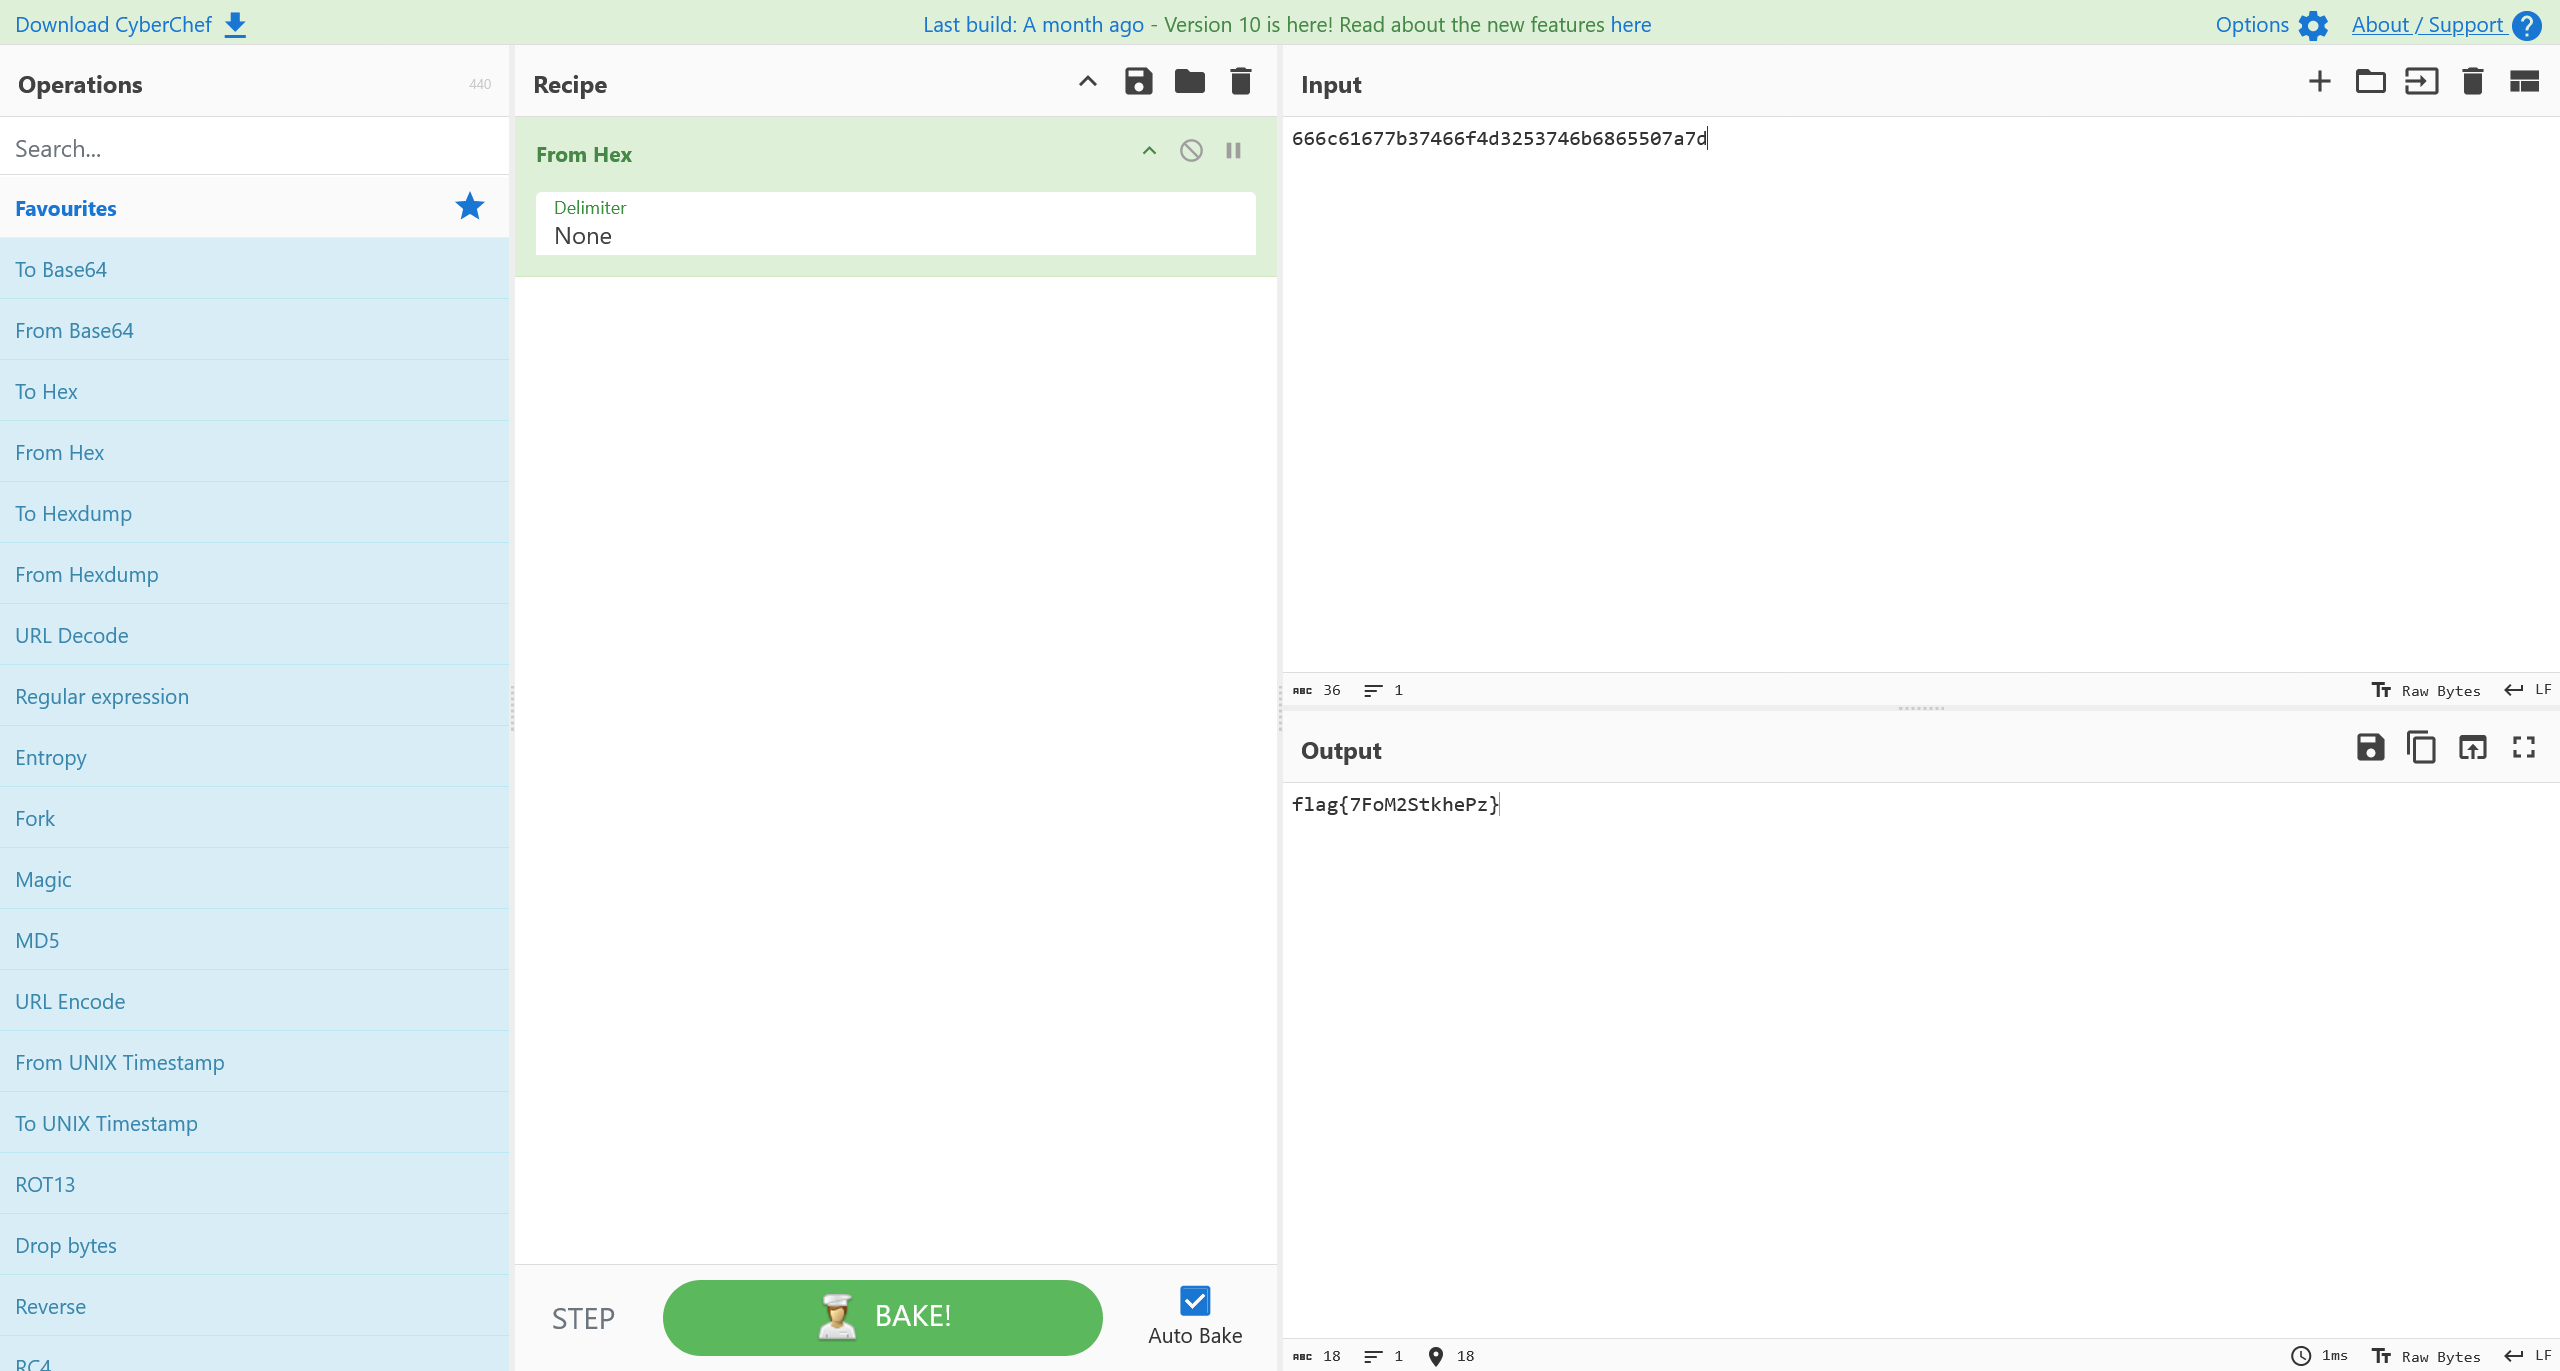 Download CyberChef
Last build: A month ago - Version 10 is here! Read about the new features here
Options
About / Support
Operations
440
Search...
Favourites
To Base64
From Base64
To Hex
From Hex
To Hexdump
From Hexdump
URL Decode
Regular expression
Entropy
Fork
Magic
MD5
URL Encode
From UNIX Timestamp
To UNIX Timestamp
ROT13
Drop bytes
Reverse
RC4
Recipe
From Hex
Delimiter
None
STEP
BAKE!
Auto Bake
Input
666c61677b37466f4d3253746b6865507a7d
ABC 36 1
Raw Bytes LF
Output
flag{7FoM2StkhePz}
ABC 18 1 18
1ms Raw Bytes LF